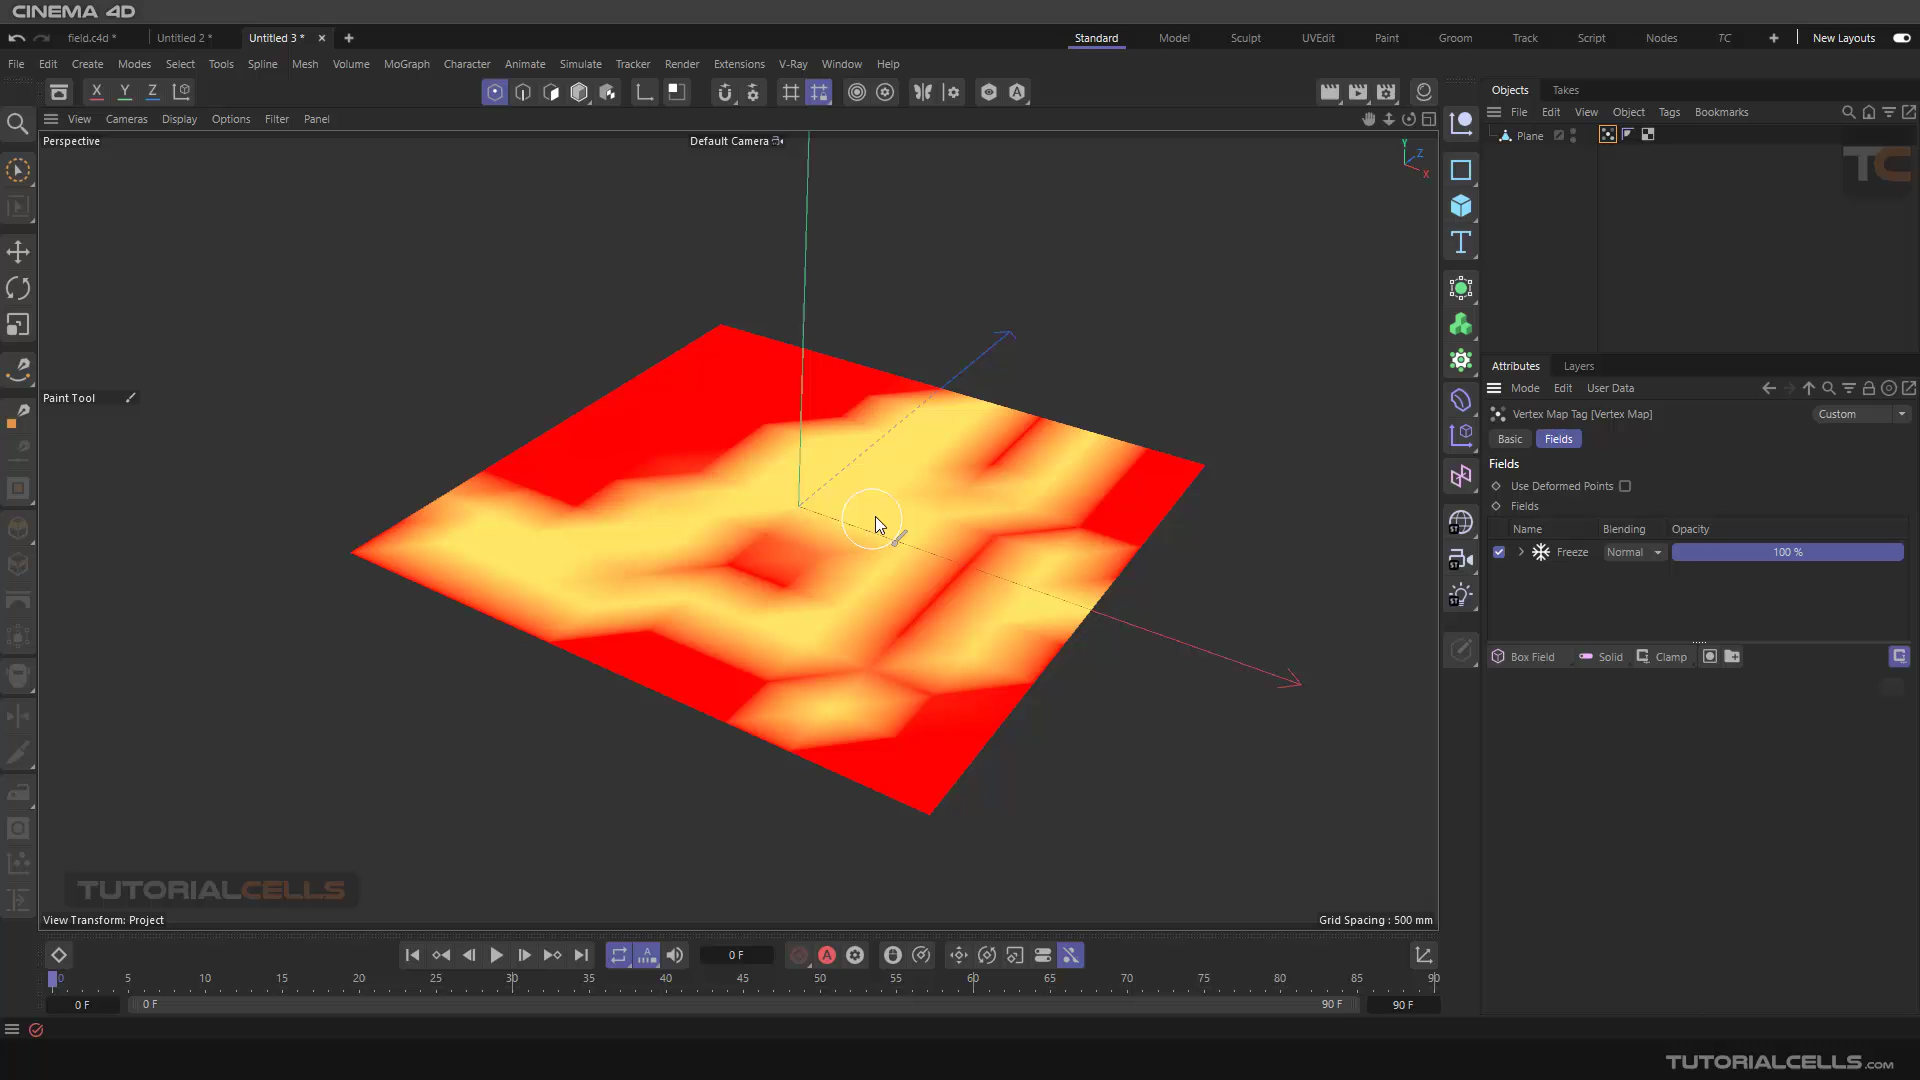 CINEMA 4D
field.c4d * Untitled 2 * Untitled 3 * × +
Standard Model Sculpt UVEdit Paint Groom Track Script Nodes TC + New Layouts
File Edit Create Modes Select Tools Spline Mesh Volume MoGraph Character Animate Simulate Tracker Render Extensions V-Ray Window Help
X Y Z
View Cameras Display Options Filter Panel
Perspective
Default Camera
Y
Z
X
Paint Tool
TUTORIALCELLS
View Transform: Project
Grid Spacing : 500 mm
0 F
0 5 10 15 20 25 30 35 40 45 50 55 60 65 70 75 80 85 90
0 F 0 F 90 F 90 F
Objects Takes
File Edit View Object Tags Bookmarks
Plane
TC
Attributes Layers
Mode Edit User Data
Vertex Map Tag [Vertex Map] Custom
Basic Fields
Fields
Use Deformed Points
Fields
Name Blending Opacity
Freeze Normal 100 %
Box Field Solid Clamp
ST
ST
ST
TUTORIALCELLS.COM